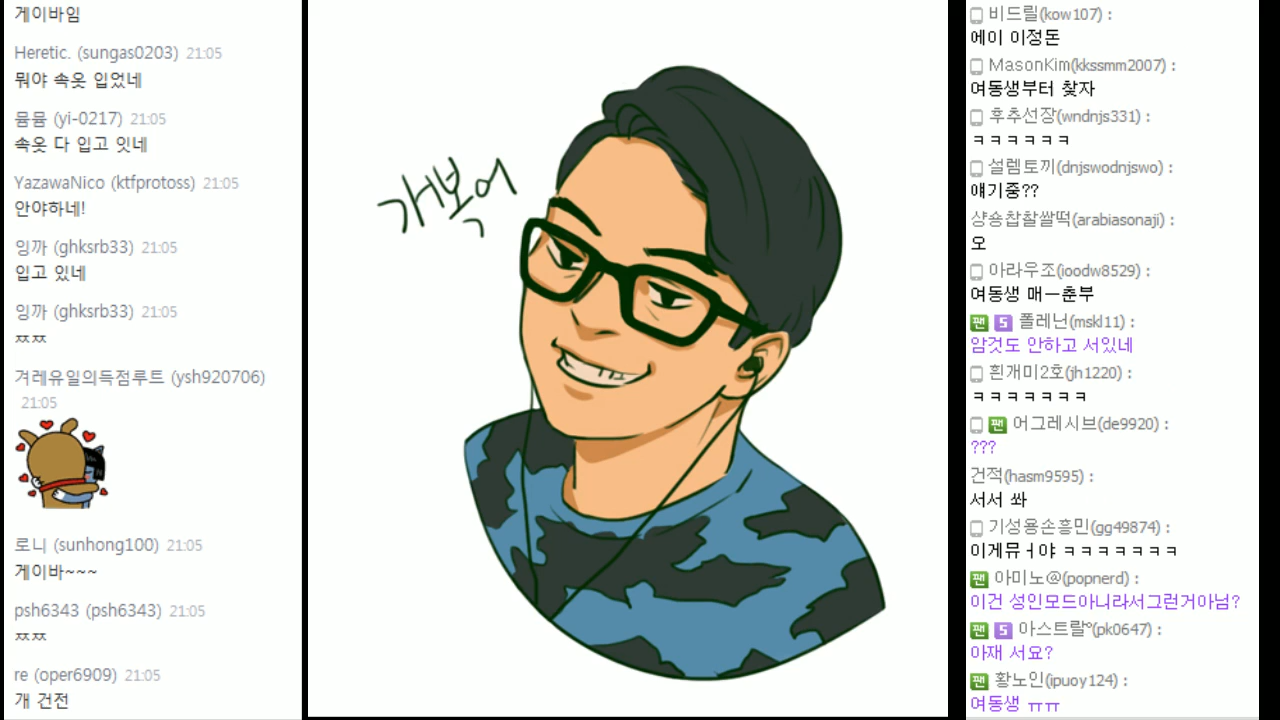 게이바임
Heretic. (sungas0203) 21:05
뭐야 속옷 입었네
뭄뭄 (yi-0217) 21:05
속옷 다 입고 잇네
YazawaNico (ktfprotoss) 21:05
안야하네!
잉까 (ghksrb33) 21:05
입고 있네
잉까 (ghksrb33) 21:05
ㅉㅉ
겨레유일의득점루트 (ysh920706)
21:05
로니 (sunhong100) 21:05
게이바~~~
psh6343 (psh6343) 21:05
ㅉㅉ
re (oper6909) 21:05
개 건전
가보어
비드릴(kow107) :
에이 이정돈
MasonKim(kkssmm2007) :
여동생부터 찾자
후추선장(wndnjs331) :
ㅋㅋㅋㅋㅋㅋ
설렘토끼(dnjswodnjswo) :
얘기중??
샹숑찹찰쌀떡(arabiasonaji) :
오
아라우조(ioodw8529) :
여동생 매ㅡ춘부
팬 S 폴레넌(mskl11) :
암것도 안하고 서있네
흰개미2호(jh1220) :
ㅋㅋㅋㅋㅋㅋㅋ
팬 어그레시브(de9920) :
???
건적(hasm9595) :
서서 쏴
기성용손흥민(gg49874) :
이게뮤ㅓ야 ㅋㅋㅋㅋㅋㅋㅋ
팬 아미노@(popnerd) :
이건 성인모드아니라서그런거아님?
팬 S 아스트랄º(pk0647) :
아재 서요?
팬 황노인(ipuoy124) :
여동생 ㅠㅠ